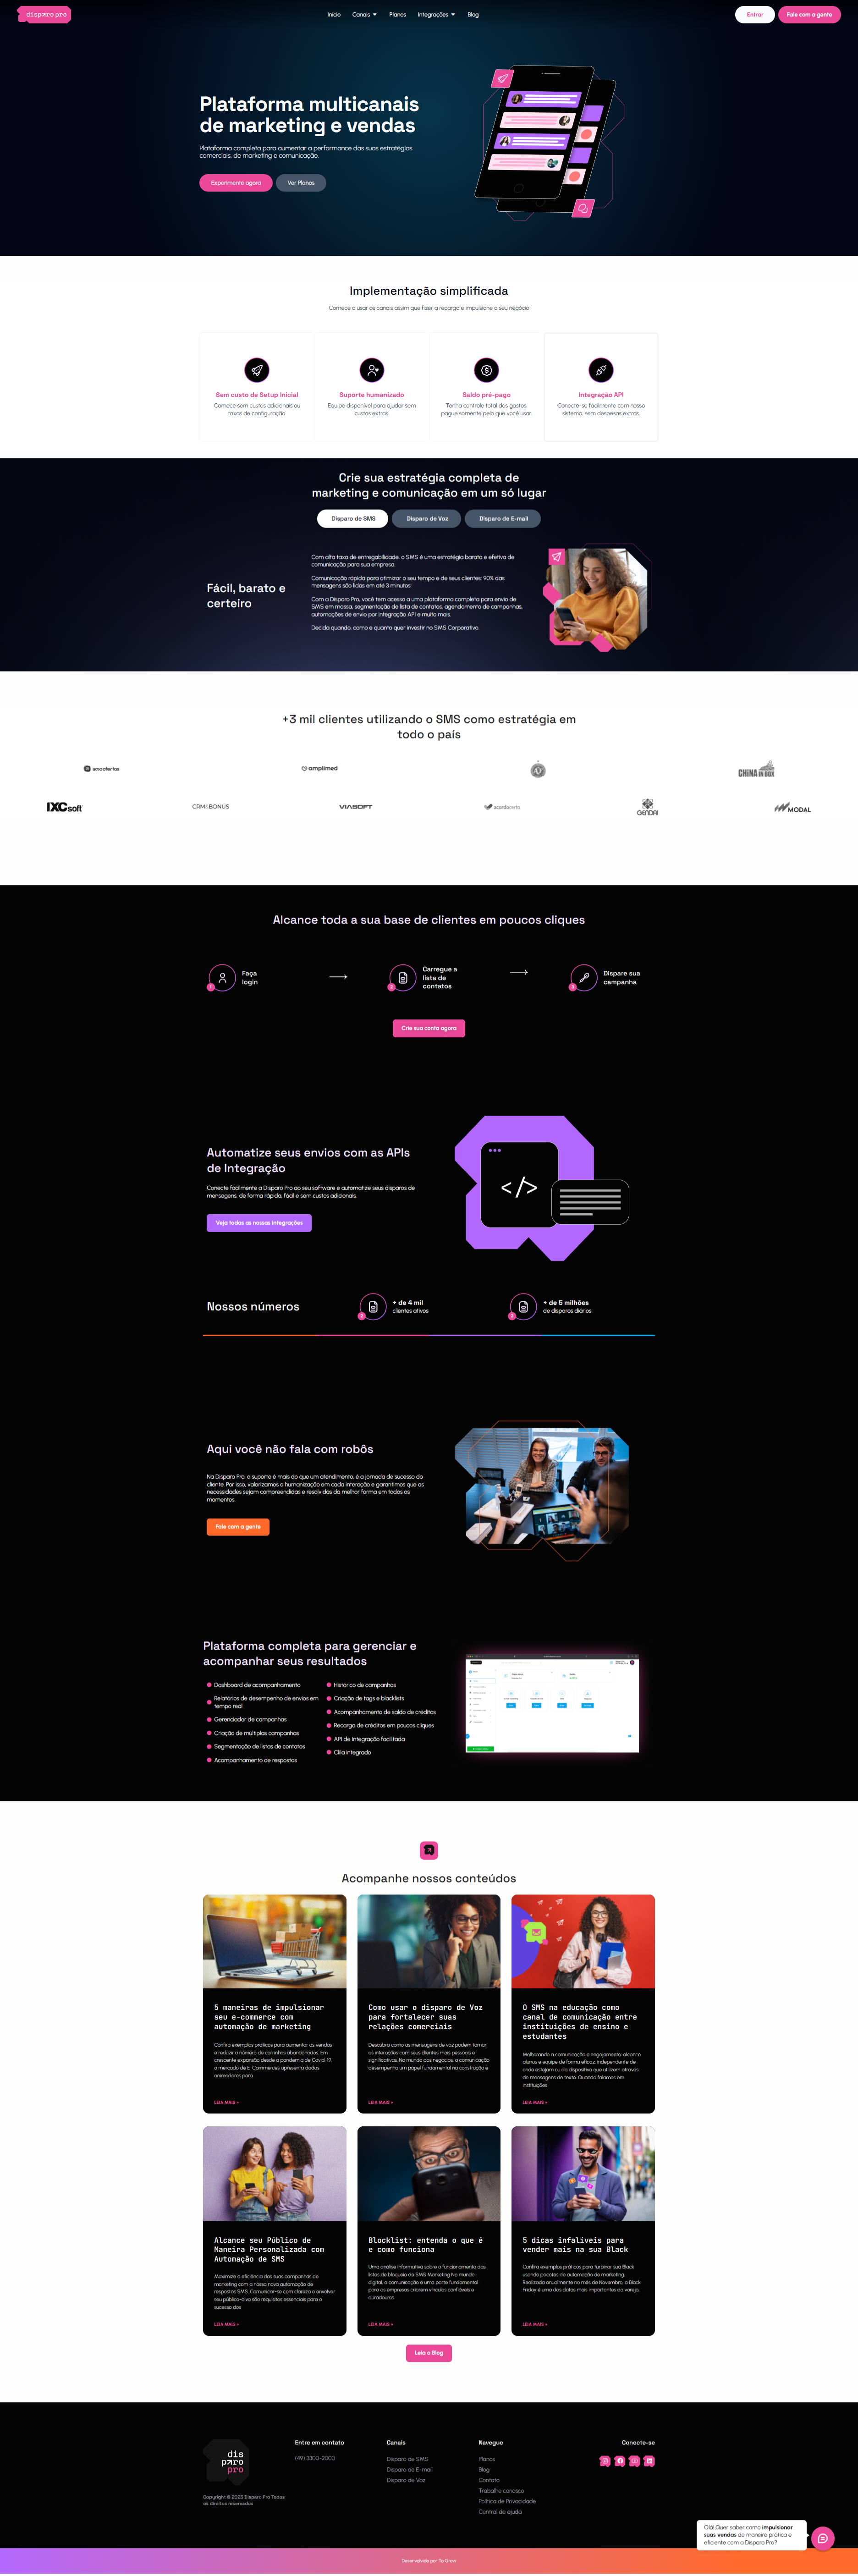 disparo pro
Início
Canais
Planos
Integrações
Blog
Entrar
Fale com a gente
Plataforma multicanais
de marketing e vendas
Plataforma completa para aumentar a performance das suas estratégias
comerciais, de marketing e comunicação.
Experimente agora
Ver Planos
Implementação simplificada
Comece a usar os canais assim que fizer a recarga e impulsione o seu negócio
Sem custo de Setup Inicial
Comece sem custos adicionais ou
taxas de configuração.
Suporte humanizado
Equipe disponível para ajudar sem
custos extras.
Saldo pré-pago
Tenha controle total dos gastos;
pague somente pelo que você usar.
Integração API
Conecte-se facilmente com nosso
sistema, sem despesas extras.
Crie sua estratégia completa de
marketing e comunicação em um só lugar
Disparo de SMS
Disparo de Voz
Disparo de E-mail
Fácil, barato e
certeiro
Com alta taxa de entregabilidade, o SMS é uma estratégia barata e efetiva de
comunicação para sua empresa.
Comunicação rápida para otimizar o seu tempo e de seus clientes: 90% das
mensagens são lidas em até 3 minutos!
Com a Disparo Pro, você tem acesso a uma plataforma completa para envio de
SMS em massa, segmentação de lista de contatos, agendamento de campanhas,
automações de envio por integração API e muito mais.
Decida quando, como e quanto quer investir no SMS Corporativo.
+3 mil clientes utilizando o SMS como estratégia em
todo o país
amoofertas
amplimed
CHINA IN BOX
IXCsoft
CRM&BONUS
VIASOFT
acordocerto
GENDAI
MODAL
Alcance toda a sua base de clientes em poucos cliques
1
Faça
login
2
Carregue a
lista de
contatos
3
Dispare sua
campanha
Crie sua conta agora
Automatize seus envios com as APIs
de Integração
Conecte facilmente a Disparo Pro ao seu software e automatize seus disparos de
mensagens, de forma rápida, fácil e sem custos adicionais.
Veja todas as nossas integrações
</>
Nossos números
2
+ de 4 mil
clientes ativos
2
+ de 5 milhões
de disparos diários
Aqui você não fala com robôs
Na Disparo Pro, o suporte é mais do que um atendimento, é a jornada de sucesso do
cliente. Por isso, valorizamos a humanização em cada interação e garantimos que as
necessidades sejam compreendidas e resolvidas da melhor forma em todos os
momentos.
Fale com a gente
Plataforma completa para gerenciar e
acompanhar seus resultados
Dashboard de acompanhamento
Relatórios de desempenho de envios em
tempo real
Gerenciador de campanhas
Criação de múltiplas campanhas
Segmentação de listas de contatos
Acompanhamento de respostas
Histórico de campanhas
Criação de tags e blacklists
Acompanhamento de saldo de créditos
Recarga de créditos em poucos cliques
API de Integração facilitada
Cllia integrado
Acompanhe nossos conteúdos
5 maneiras de impulsionar
seu e-commerce com
automação de marketing
Confira exemplos práticos para aumentar as vendas
e reduzir o número de carrinhos abandonados. Em
crescente expansão desde a pandemia de Covid-19,
o mercado de E-Commerces apresenta dados
animadores para
LEIA MAIS »
Como usar o disparo de Voz
para fortalecer suas
relações comerciais
Descubra como as mensagens de voz podem tornar
as interações com seus clientes mais pessoais e
significativas. No mundo dos negócios, a comunicação
desempenha um papel fundamental na construção e
LEIA MAIS »
O SMS na educação como
canal de comunicação entre
instituições de ensino e
estudantes
Melhorando a comunicação e engajamento: alcance
alunos e equipe de forma eficaz, independente de
onde estejam ou do dispositivo que utilizem através
de mensagens de texto. Quando falamos em
instituições
LEIA MAIS »
Alcance seu Público de
Maneira Personalizada com
Automação de SMS
Maximize a eficiência das suas campanhas de
marketing com a nossa nova automação de
respostas SMS. Comunicar-se com clareza e envolver
seu público-alvo são requisitos essenciais para o
sucesso dos
LEIA MAIS »
Blocklist: entenda o que é
e como funciona
Uma análise informativa sobre o funcionamento das
listas de bloqueio de SMS Marketing No mundo
digital, a comunicação é uma parte fundamental
para as empresas criarem vínculos confiáveis e
duradouros
LEIA MAIS »
5 dicas infalíveis para
vender mais na sua Black
Confira exemplos práticos para turbinar sua Black
usando pacotes de automação de marketing.
Realizada anualmente no mês de Novembro, a Black
Friday é uma das datas mais importantes do varejo,
LEIA MAIS »
Leia o Blog
dis
paro
pro
Copyright © 2023 Disparo Pro Todos
os direitos reservados
Entre em contato
(49) 3300-2000
Canais
Disparo de SMS
Disparo de E-mail
Disparo de Voz
Navegue
Planos
Blog
Contato
Trabalhe conosco
Política de Privacidade
Central de ajuda
Conecte-se
Olá! Quer saber como impulsionar
suas vendas de maneira prática e
eficiente com a Disparo Pro?
Desenvolvido por To Grow